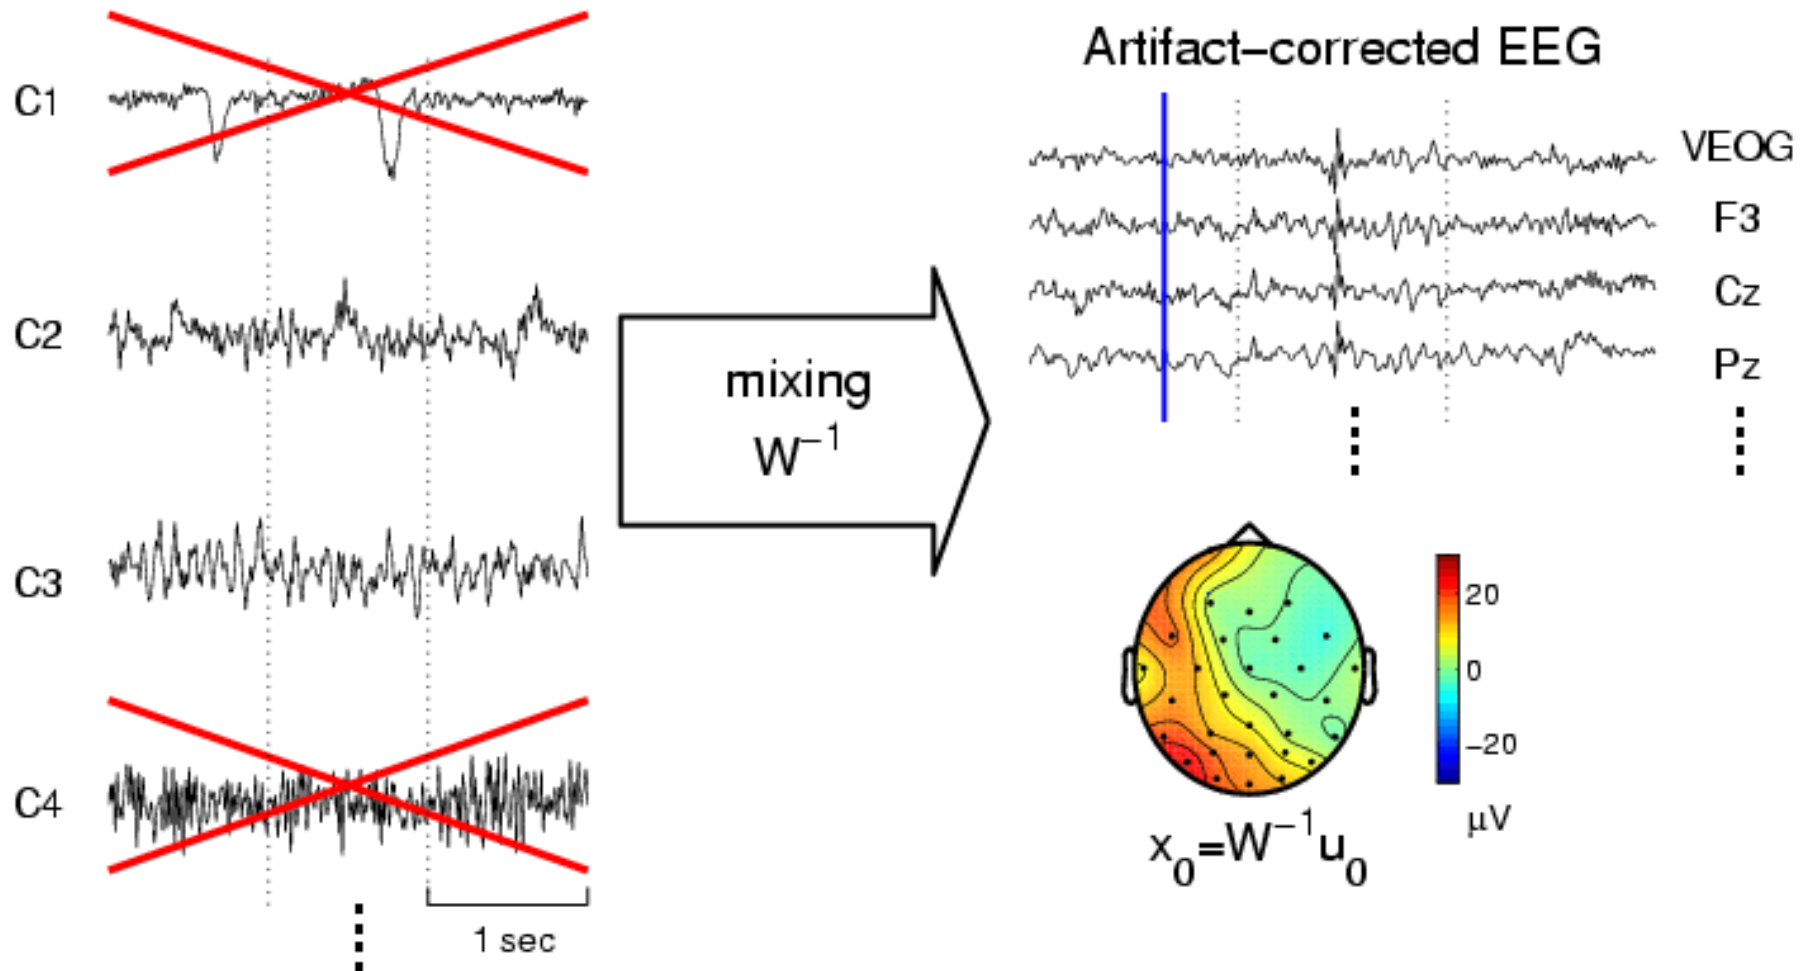 C1
C2
C3
C4
1 sec
mixing
W⁻¹
Artifact–corrected EEG
VEOG
F3
Cz
Pz
20
0
−20
μV
x₀=W⁻¹u₀